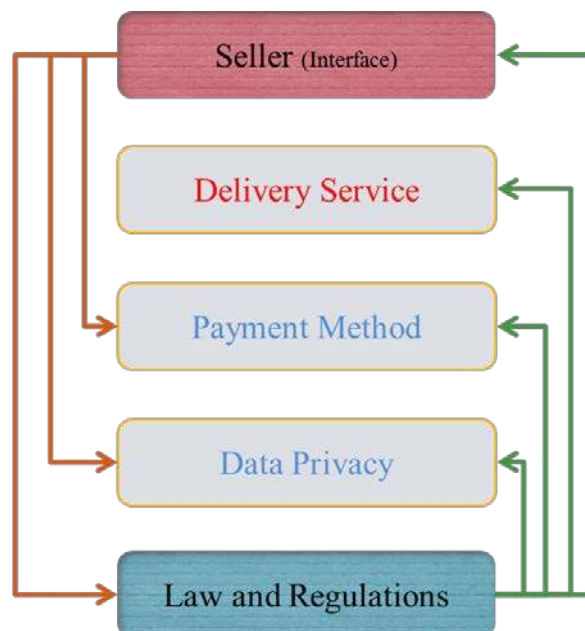 Seller (Interface)
Delivery Service
Payment Method
Data Privacy
Law and Regulations